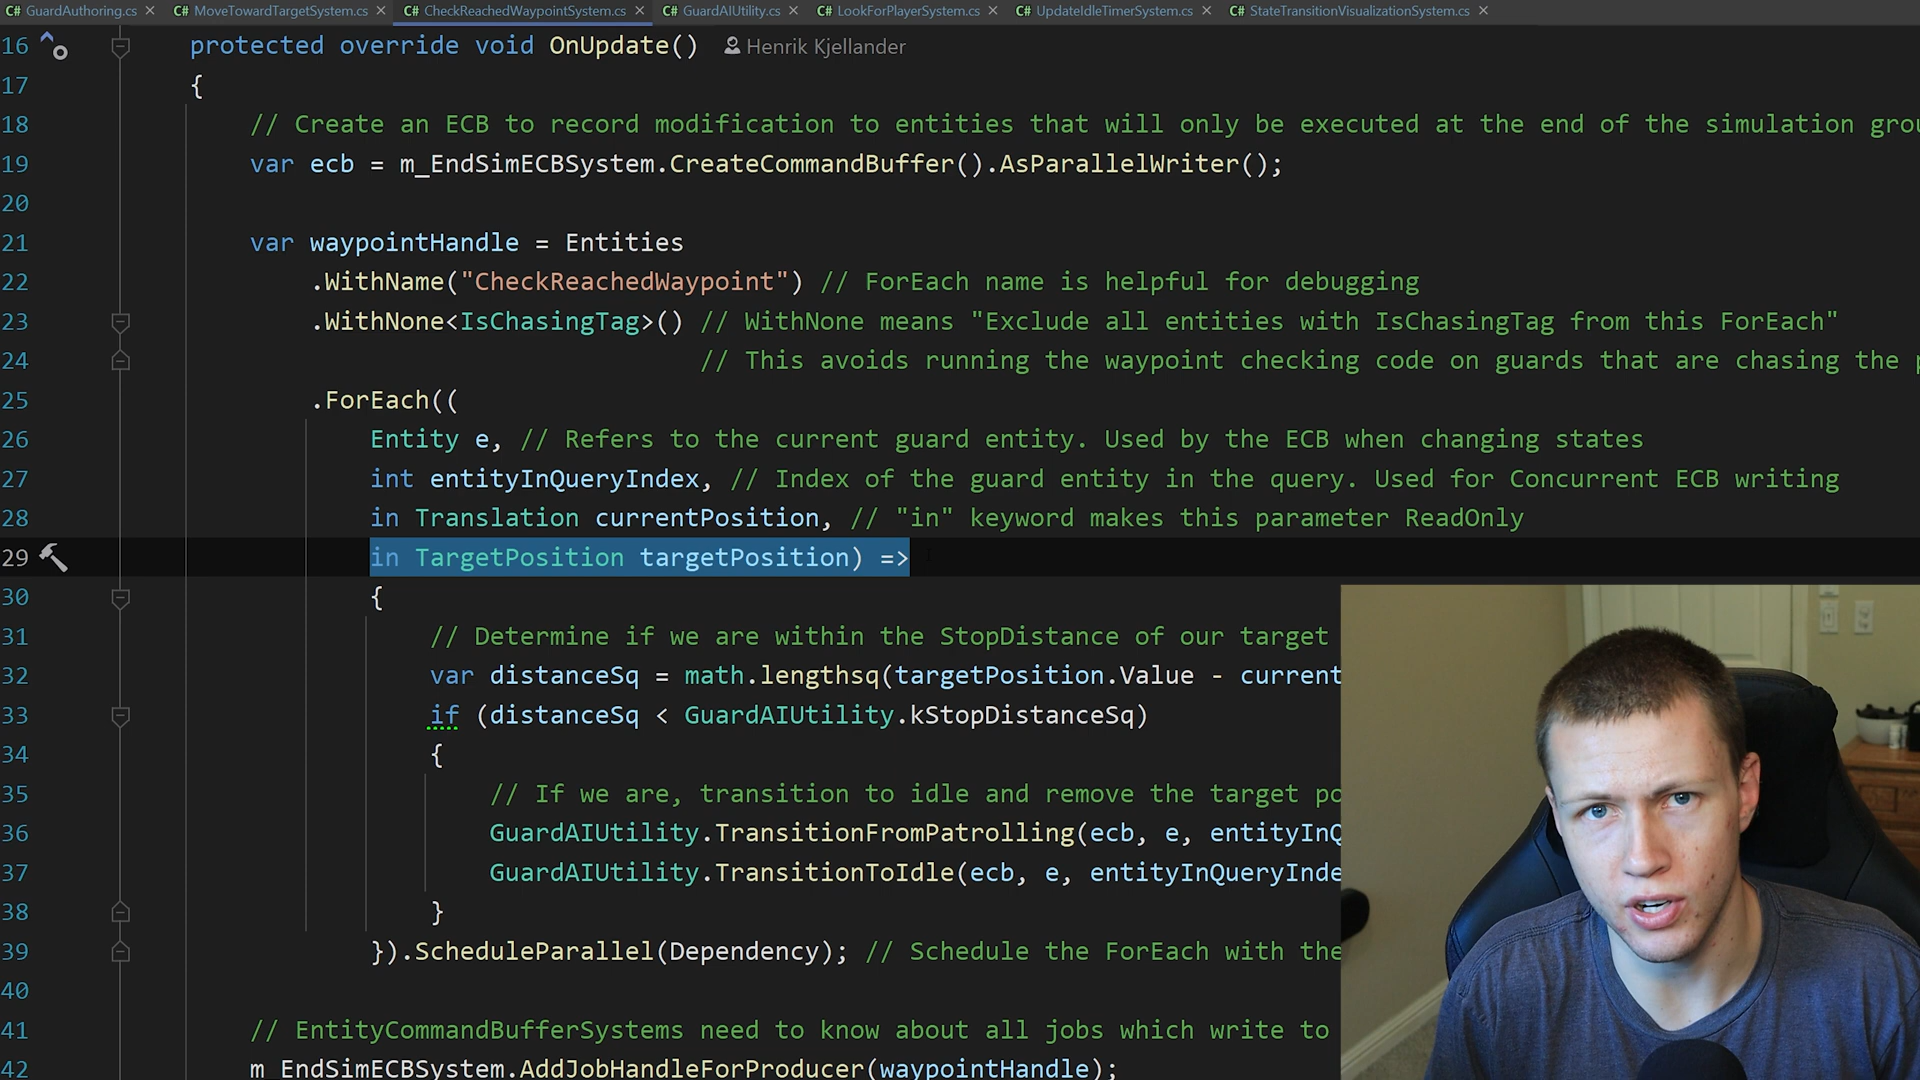 C# GuardAuthoring.cs
C# MoveTowardTargetSystem.cs
C# CheckReachedWaypointSystem.cs
C# GuardAIUtility.cs
C# LookForPlayerSystem.cs
C# UpdateIdleTimerSystem.cs
C# StateTransitionVisualizationSystem.cs
16 protected override void OnUpdate() Henrik Kjellander
17 {
18 // Create an ECB to record modification to entities that will only be executed at the end of the simulation grou
19 var ecb = m_EndSimECBSystem.CreateCommandBuffer().AsParallelWriter();
20
21 var waypointHandle = Entities
22 .WithName("CheckReachedWaypoint") // ForEach name is helpful for debugging
23 .WithNone<IsChasingTag>() // WithNone means "Exclude all entities with IsChasingTag from this ForEach"
24 // This avoids running the waypoint checking code on guards that are chasing the p
25 .ForEach((
26 Entity e, // Refers to the current guard entity. Used by the ECB when changing states
27 int entityInQueryIndex, // Index of the guard entity in the query. Used for Concurrent ECB writing
28 in Translation currentPosition, // "in" keyword makes this parameter ReadOnly
29 in TargetPosition targetPosition) =>
30 {
31 // Determine if we are within the StopDistance of our target
32 var distanceSq = math.lengthsq(targetPosition.Value - current
33 if (distanceSq < GuardAIUtility.kStopDistanceSq)
34 {
35 // If we are, transition to idle and remove the target po
36 GuardAIUtility.TransitionFromPatrolling(ecb, e, entityInQ
37 GuardAIUtility.TransitionToIdle(ecb, e, entityInQueryInde
38 }
39 }).ScheduleParallel(Dependency); // Schedule the ForEach with the
40
41 // EntityCommandBufferSystems need to know about all jobs which write to
42 m_EndSimECBSystem.AddJobHandleForProducer(waypointHandle);